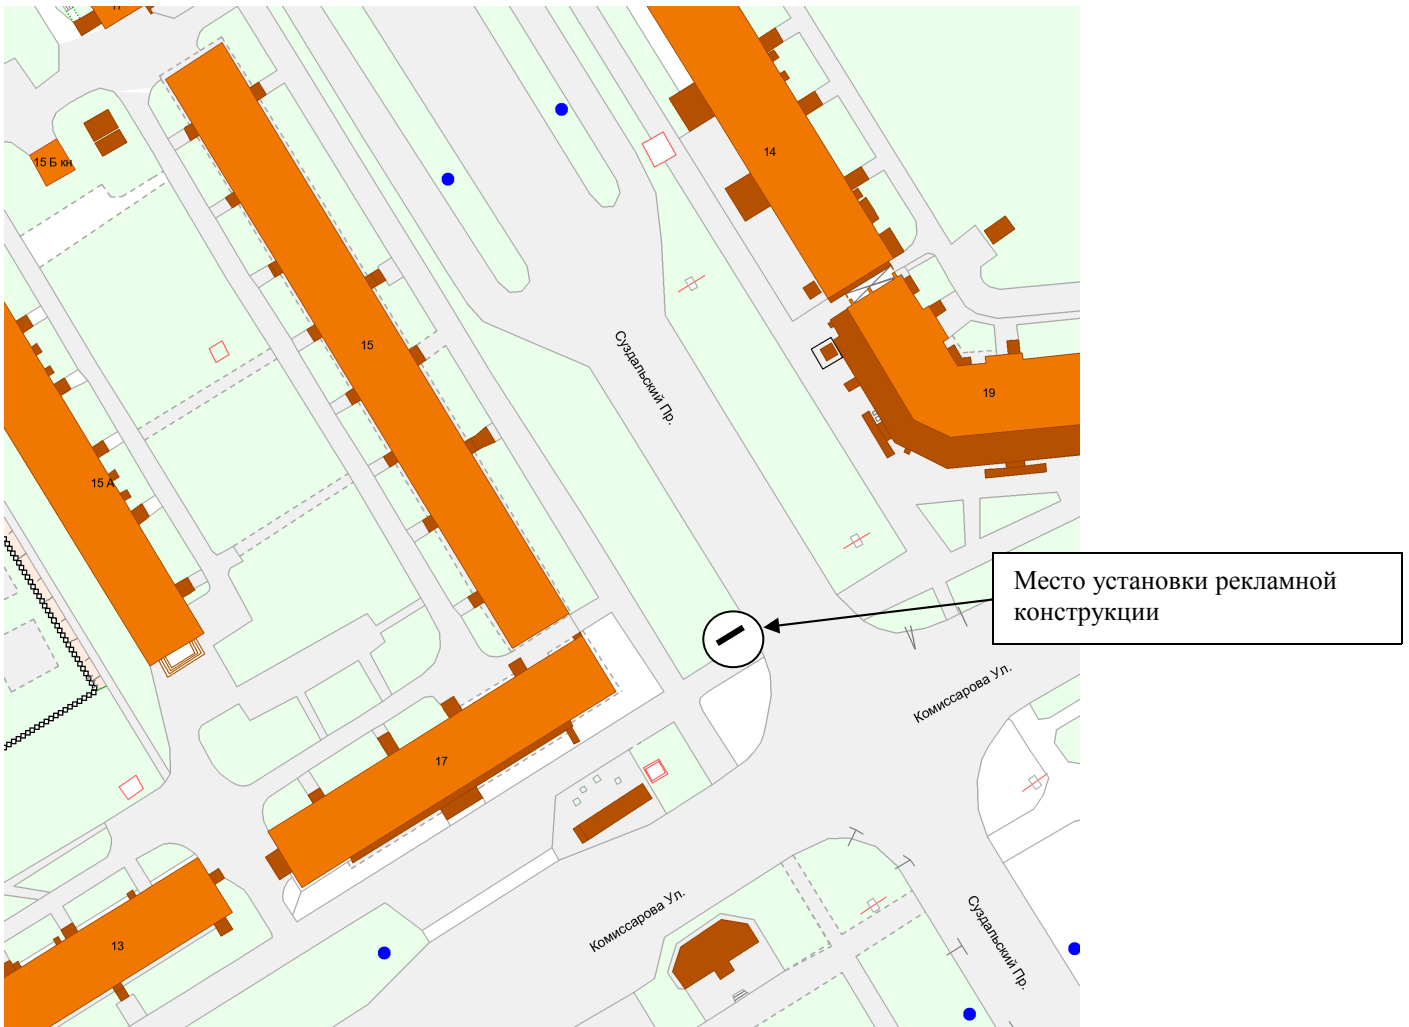 17
14
15 Б кн
15
Суздальский Пр.
19
15 А
Место установки рекламной
конструкции
Комиссарова Ул.
17
Комиссарова Ул.
Суздальский Пр.
13